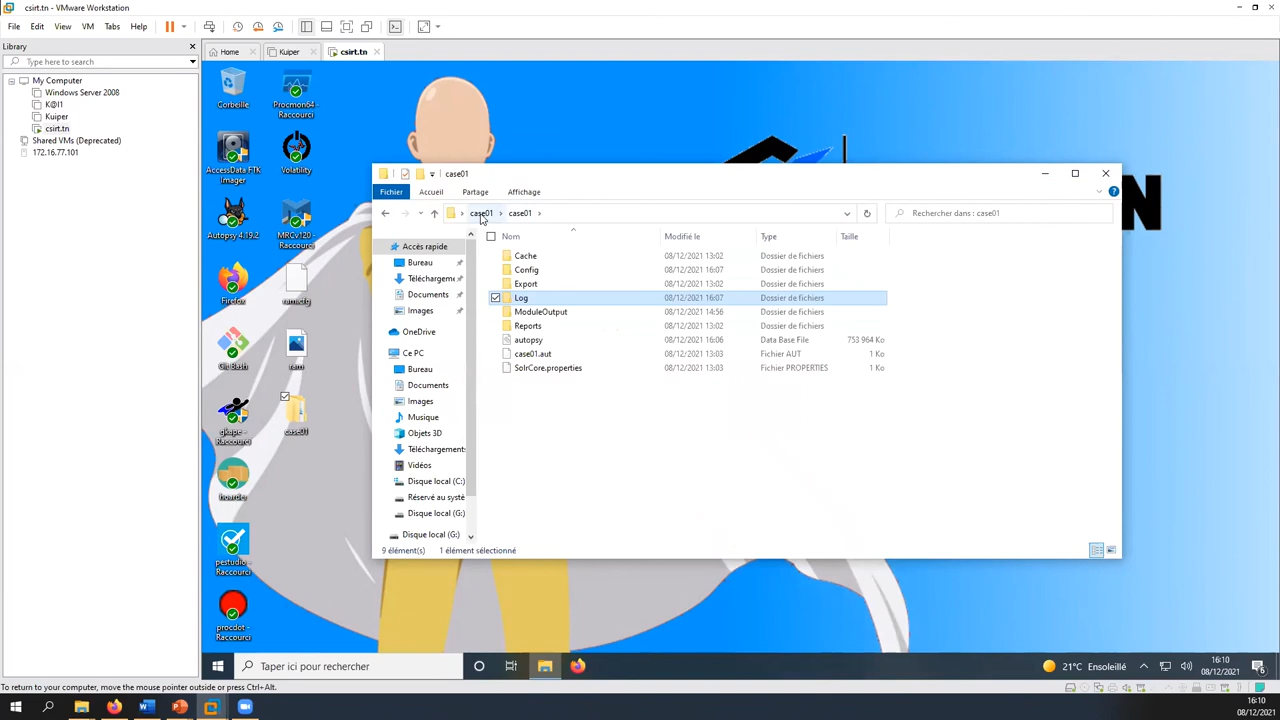 csirt.tn - VMware Workstation
File Edit View VM Tabs Help
Library
Type here to search
My Computer
Windows Server 2008
K@l1
Kuiper
csirt.tn
Shared VMs (Deprecated)
172.16.77.101
Home Kuiper csirt.tn
Corbeille
Procmon64 - Raccourci
AccessData FTK Imager
Volatility
Autopsy 4.19.2
MRCv120 - Raccourci
Firefox
ramcfg
Git Bash
ram
gkape - Raccourci
case01
hoarder
pestudio - Raccourci
procdot - Raccourci
N
case01
Fichier Accueil Partage Affichage
case01 case01
Rechercher dans : case01
Accès rapide
Bureau
Téléchargeme
Documents
Images
OneDrive
Ce PC
Bureau
Documents
Images
Musique
Objets 3D
Téléchargements
Vidéos
Disque local (C:)
Réservé au systè
Disque local (G:)
Disque local (G:)
Nom Modifié le Type Taille
Cache 08/12/2021 13:02 Dossier de fichiers
Config 08/12/2021 16:07 Dossier de fichiers
Export 08/12/2021 13:02 Dossier de fichiers
Log 08/12/2021 16:07 Dossier de fichiers
ModuleOutput 08/12/2021 14:56 Dossier de fichiers
Reports 08/12/2021 13:02 Dossier de fichiers
autopsy 08/12/2021 16:06 Data Base File 753 964 Ko
case01.aut 08/12/2021 13:03 Fichier AUT 1 Ko
SolrCore.properties 08/12/2021 13:03 Fichier PROPERTIES 1 Ko
9 élément(s) 1 élément sélectionné
Taper ici pour rechercher
21°C Ensoleillé
16:10
08/12/2021
6
To return to your computer, move the mouse pointer outside or press Ctrl+Alt.
16:10
08/12/2021